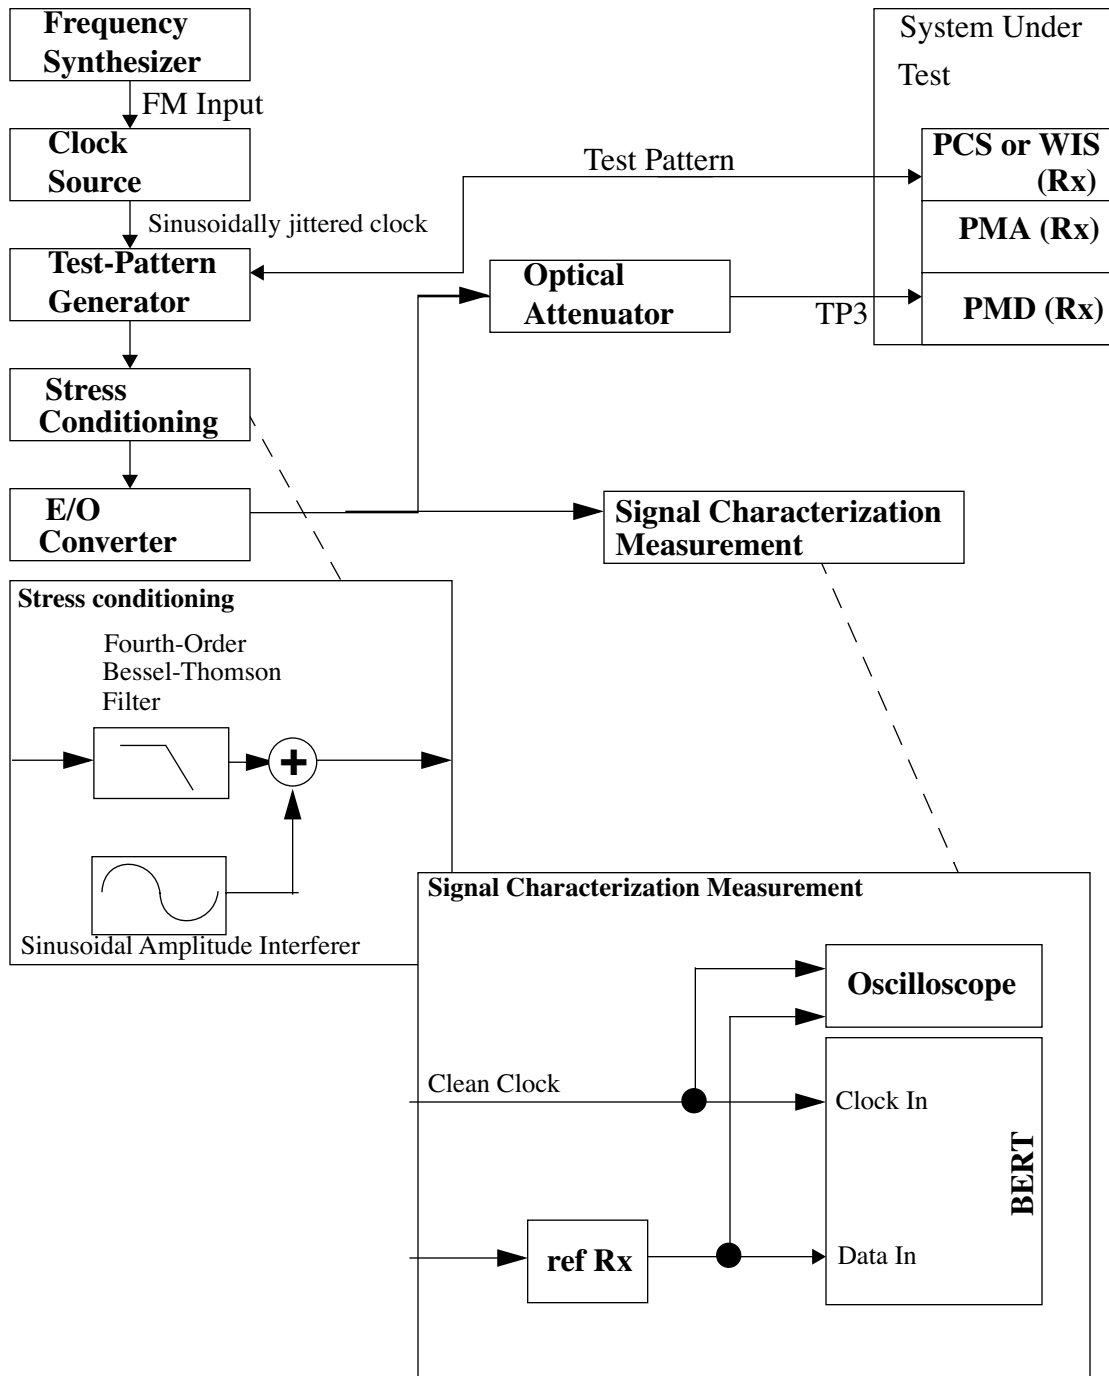 Frequency
Synthesizer
FM Input
Clock
Source
Sinusoidally jittered clock
Test-Pattern
Generator
Stress
Conditioning
E/O
Converter
Test Pattern
Optical
Attenuator
TP3
System Under
Test
PCS or WIS
(Rx)
PMA (Rx)
PMD (Rx)
Signal Characterization
Measurement
Stress conditioning
Fourth-Order
Bessel-Thomson
Filter
+
Sinusoidal Amplitude Interferer
Signal Characterization Measurement
Oscilloscope
Clean Clock
Clock In
BERT
ref Rx
Data In